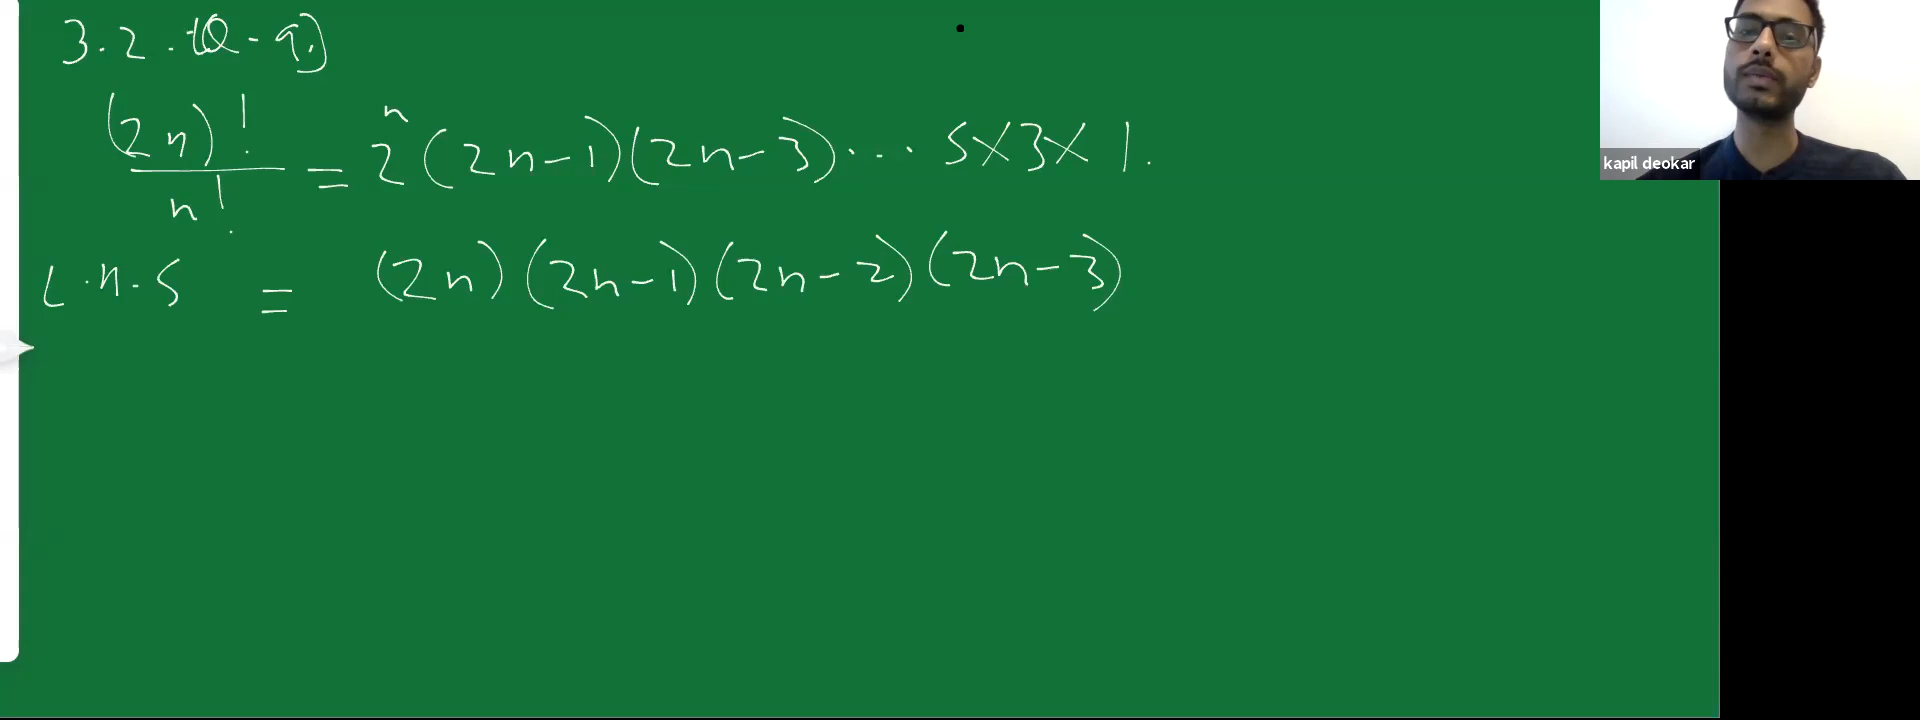 3.2. Q-9)
(2n)! / n! = 2^n (2n-1)(2n-3)... 5×3×1.
L.H.S = (2n)(2n-1)(2n-2)(2n-3)
kapil deokar